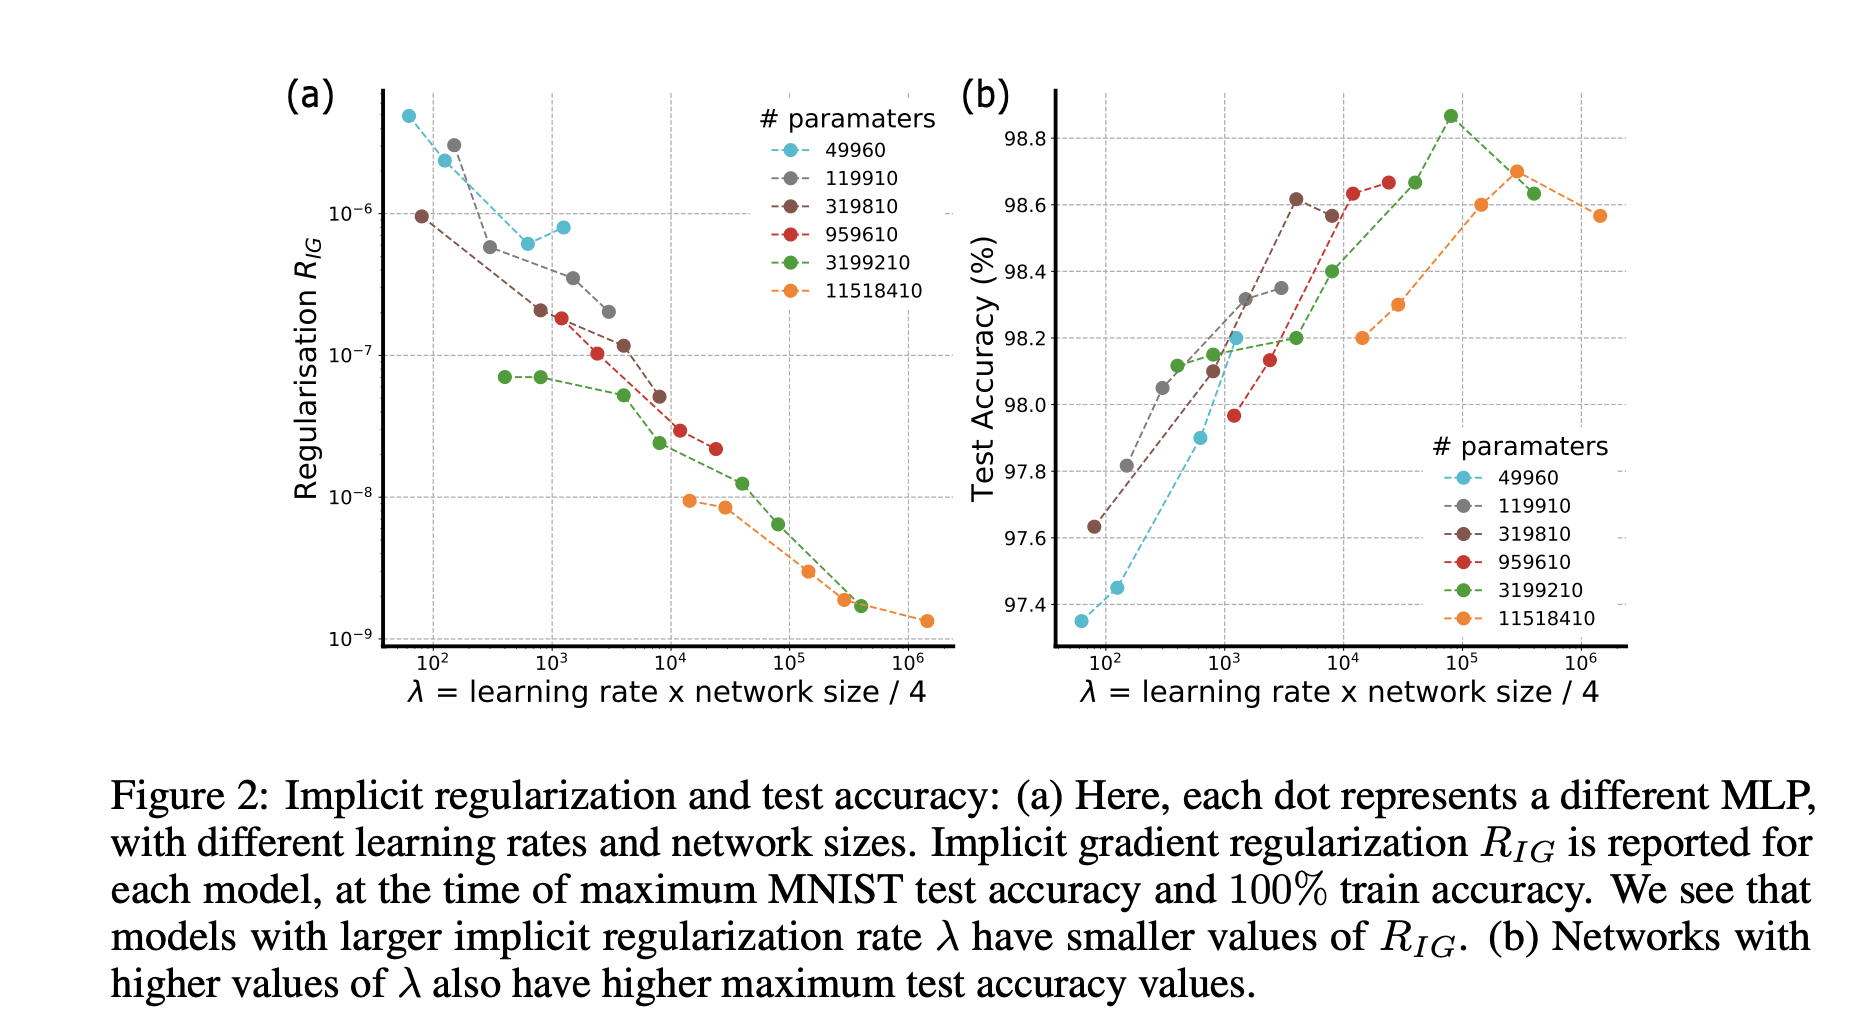 (a)
# paramaters
49960
119910
319810
959610
3199210
11518410
10⁻⁶
10⁻⁷
10⁻⁸
10⁻⁹
Regularisation R_IG
10² 10³ 10⁴ 10⁵ 10⁶
λ = learning rate x network size / 4
(b)
98.8
98.6
98.4
98.2
98.0
97.8
97.6
97.4
Test Accuracy (%)
# paramaters
49960
119910
319810
959610
3199210
11518410
10² 10³ 10⁴ 10⁵ 10⁶
λ = learning rate x network size / 4
Figure 2: Implicit regularization and test accuracy: (a) Here, each dot represents a different MLP,
with different learning rates and network sizes. Implicit gradient regularization R_IG is reported for
each model, at the time of maximum MNIST test accuracy and 100% train accuracy. We see that
models with larger implicit regularization rate λ have smaller values of R_IG. (b) Networks with
higher values of λ also have higher maximum test accuracy values.